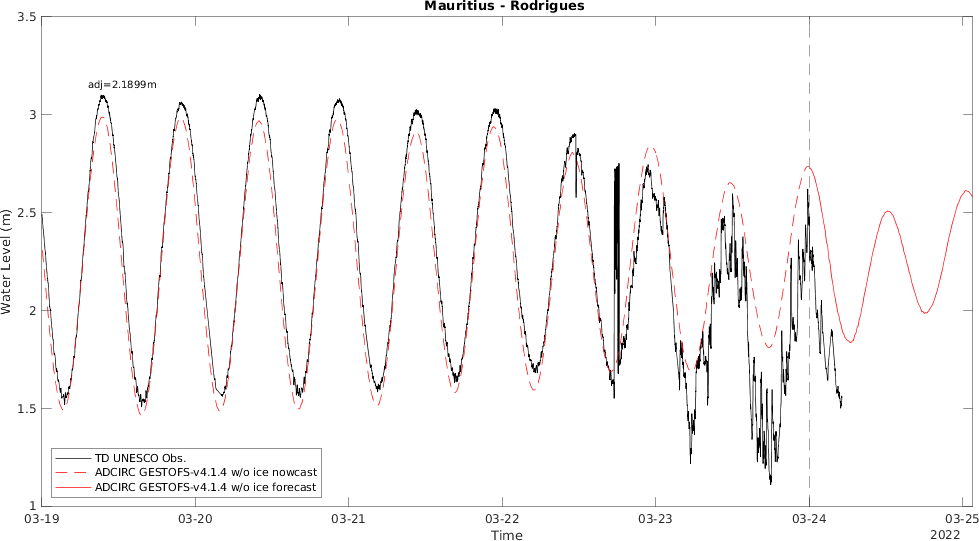 Mauritius - Rodrigues
3.5
adj=2.1899m
3
2.5
Water Level (m)
2
1.5
TD UNESCO Obs.
ADCIRC GESTOFS-v4.1.4 w/o ice nowcast
ADCIRC GESTOFS-v4.1.4 w/o ice forecast
1
03-19 03-20 03-21 03-22 03-23 03-24 03-25
Time
2022